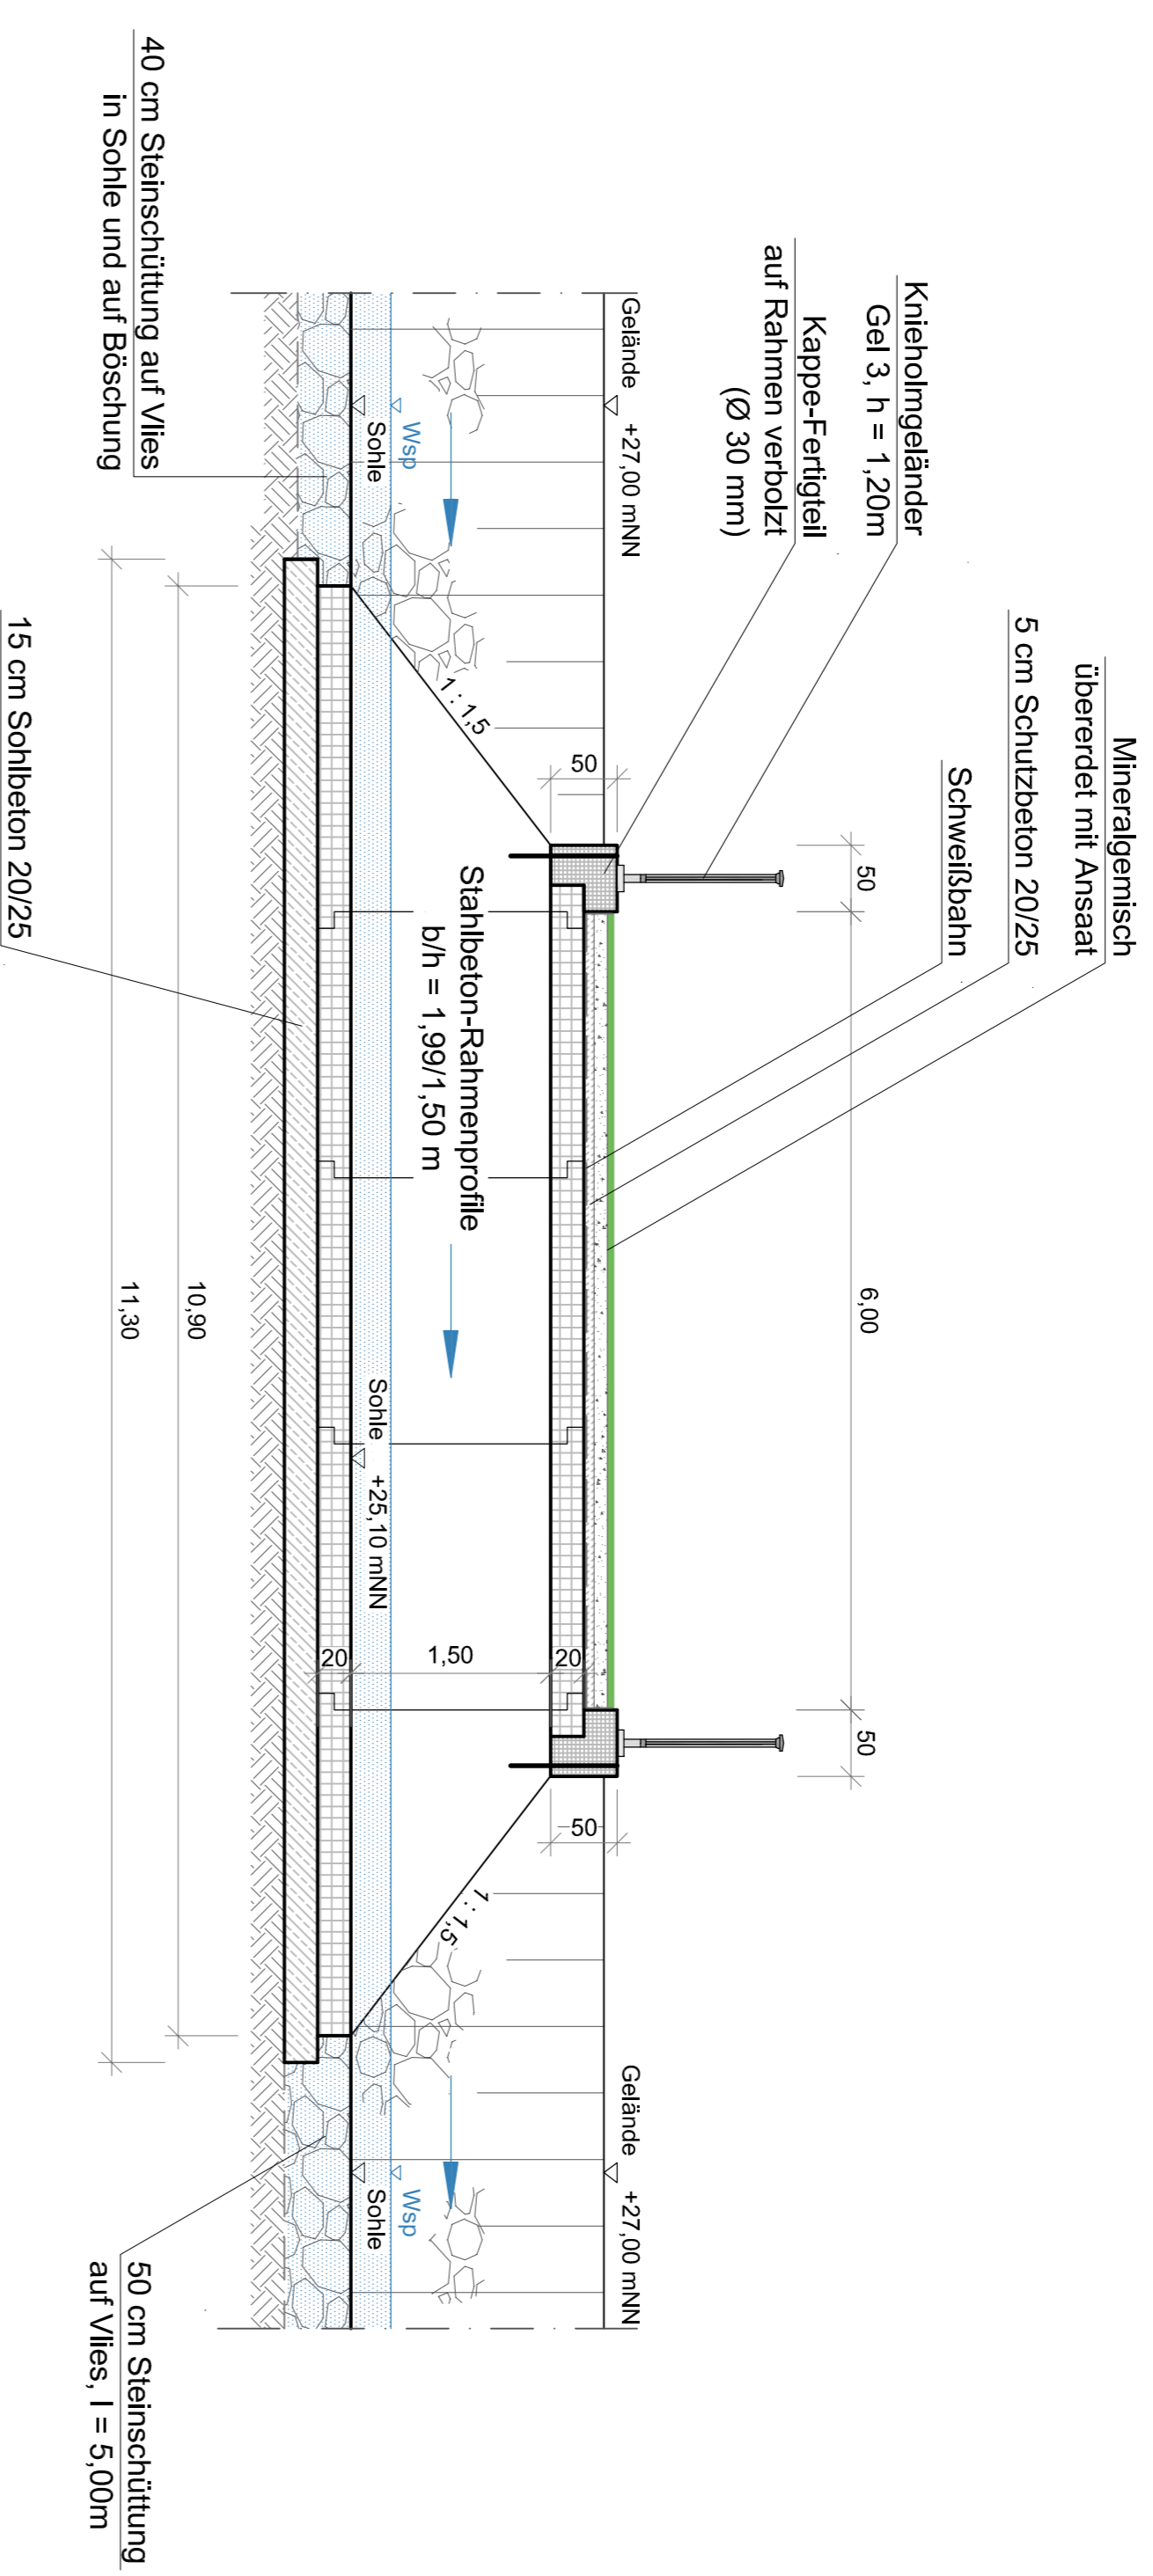 Mineralgemisch
übererdet mit Ansaat
5 cm Schutzbeton 20/25
Schweißbahn
Knieholmgeländer
Gel 3, h = 1,20m
Kappe-Fertigteil
auf Rahmen verbolzt
(Ø 30 mm)
50
6,00
50
Gelände
+27,00 mNN
50
50
Gelände
+27,00 mNN
Wsp
Sohle
1 : 1,5
Stahlbeton-Rahmenprofile
b/h = 1,99/1,50 m
Sohle
+25,10 mNN
20
1,50
20
1 : 1,5
Wsp
Sohle
40 cm Steinschüttung auf Vlies
in Sohle und auf Böschung
10,90
11,30
50 cm Steinschüttung
auf Vlies, l = 5,00m
15 cm Sohlbeton 20/25